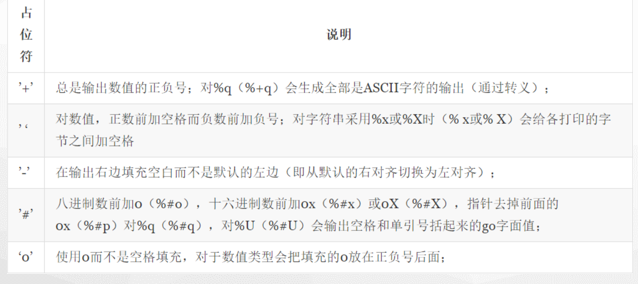 占
位
符
说明
'+'
总是输出数值的正负号；对%q（%+q）会生成全部是ASCII字符的输出（通过转义）；
' ‘
对数值，正数前加空格而负数前加负号；对字符串采用%x或%X时（% x或% X）会给各打印的字
节之间加空格
'-'
在输出右边填充空白而不是默认的左边（即从默认的右对齐切换为左对齐）；
'#'
八进制数前加0（%#o），十六进制数前加0x（%#x）或0X（%#X），指针去掉前面的
0x（%#p）对%q（%#q），对%U（%#U）会输出空格和单引号括起来的go字面值；
‘0'
使用0而不是空格填充，对于数值类型会把填充的0放在正负号后面；